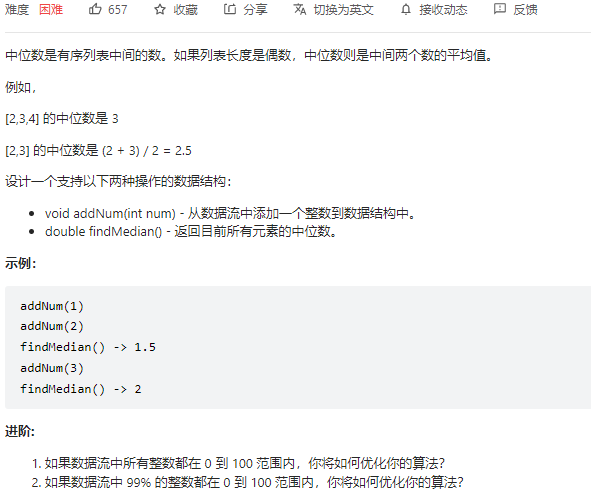 难度 困难 657 收藏 分享 切换为英文 接收动态 反馈
中位数是有序列表中间的数。如果列表长度是偶数，中位数则是中间两个数的平均值。
例如，
[2,3,4] 的中位数是 3
[2,3] 的中位数是 (2 + 3) / 2 = 2.5
设计一个支持以下两种操作的数据结构：
• void addNum(int num) - 从数据流中添加一个整数到数据结构中。
• double findMedian() - 返回目前所有元素的中位数。
示例：
addNum(1)
addNum(2)
findMedian() -> 1.5
addNum(3)
findMedian() -> 2
进阶:
1. 如果数据流中所有整数都在 0 到 100 范围内，你将如何优化你的算法？
2. 如果数据流中 99% 的整数都在 0 到 100 范围内，你将如何优化你的算法？